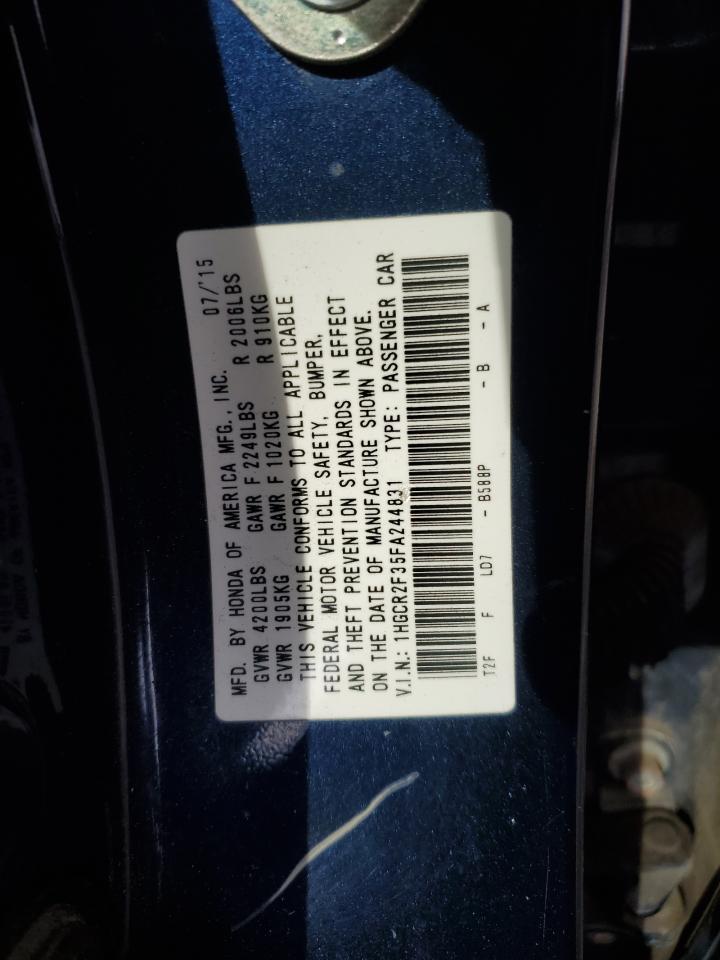 MFD. BY HONDA OF AMERICA MFG., INC. 07/'15
GVWR 4200LBS GAWR F 2249LBS R 2006LBS
GVWR 1905KG GAWR F 1020KG R 910KG
THIS VEHICLE CONFORMS TO ALL APPLICABLE
FEDERAL MOTOR VEHICLE SAFETY, BUMPER,
AND THEFT PREVENTION STANDARDS IN EFFECT
ON THE DATE OF MANUFACTURE SHOWN ABOVE.
V.I.N.: 1HGCR2F35FA244831 TYPE: PASSENGER CAR
T2F F LD7 - B588P - B - A